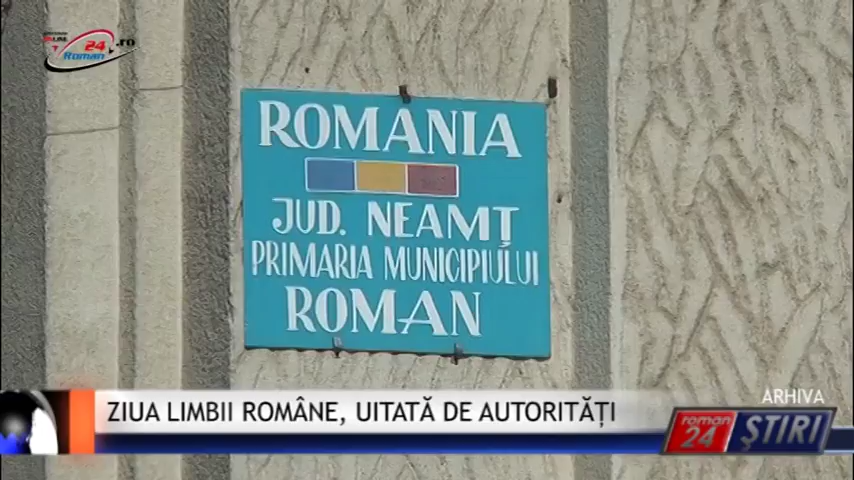 24.ro
Roman
ROMANIA
JUD. NEAMȚ
PRIMARIA MUNICIPIULUI
ROMAN
ARHIVA
ZIUA LIMBII ROMÂNE, UITATĂ DE AUTORITĂȚI
roman
24
ȘTIRI